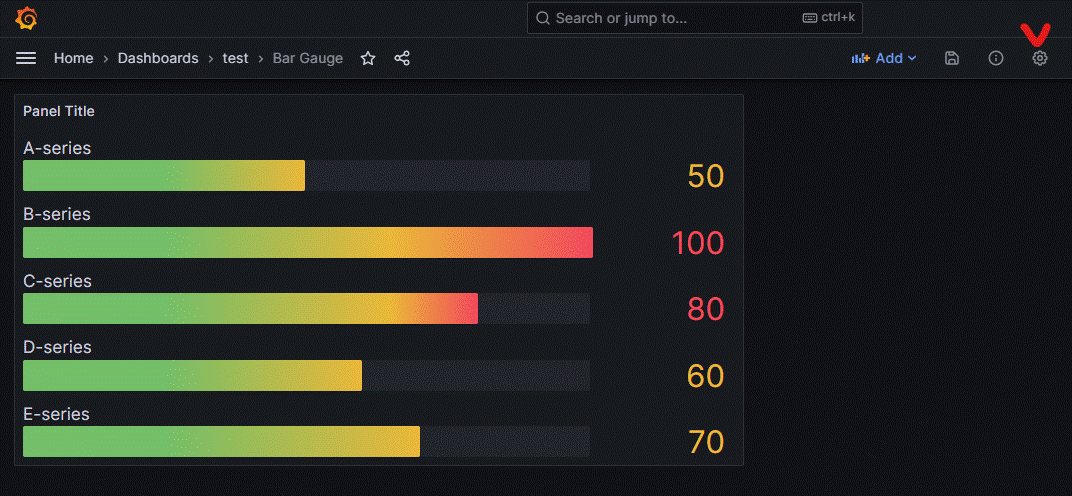 Search or jump to... ctrl+k
Home › Dashboards › test › Bar Gauge Add
Panel Title
A-series
50
B-series
100
C-series
80
D-series
60
E-series
70